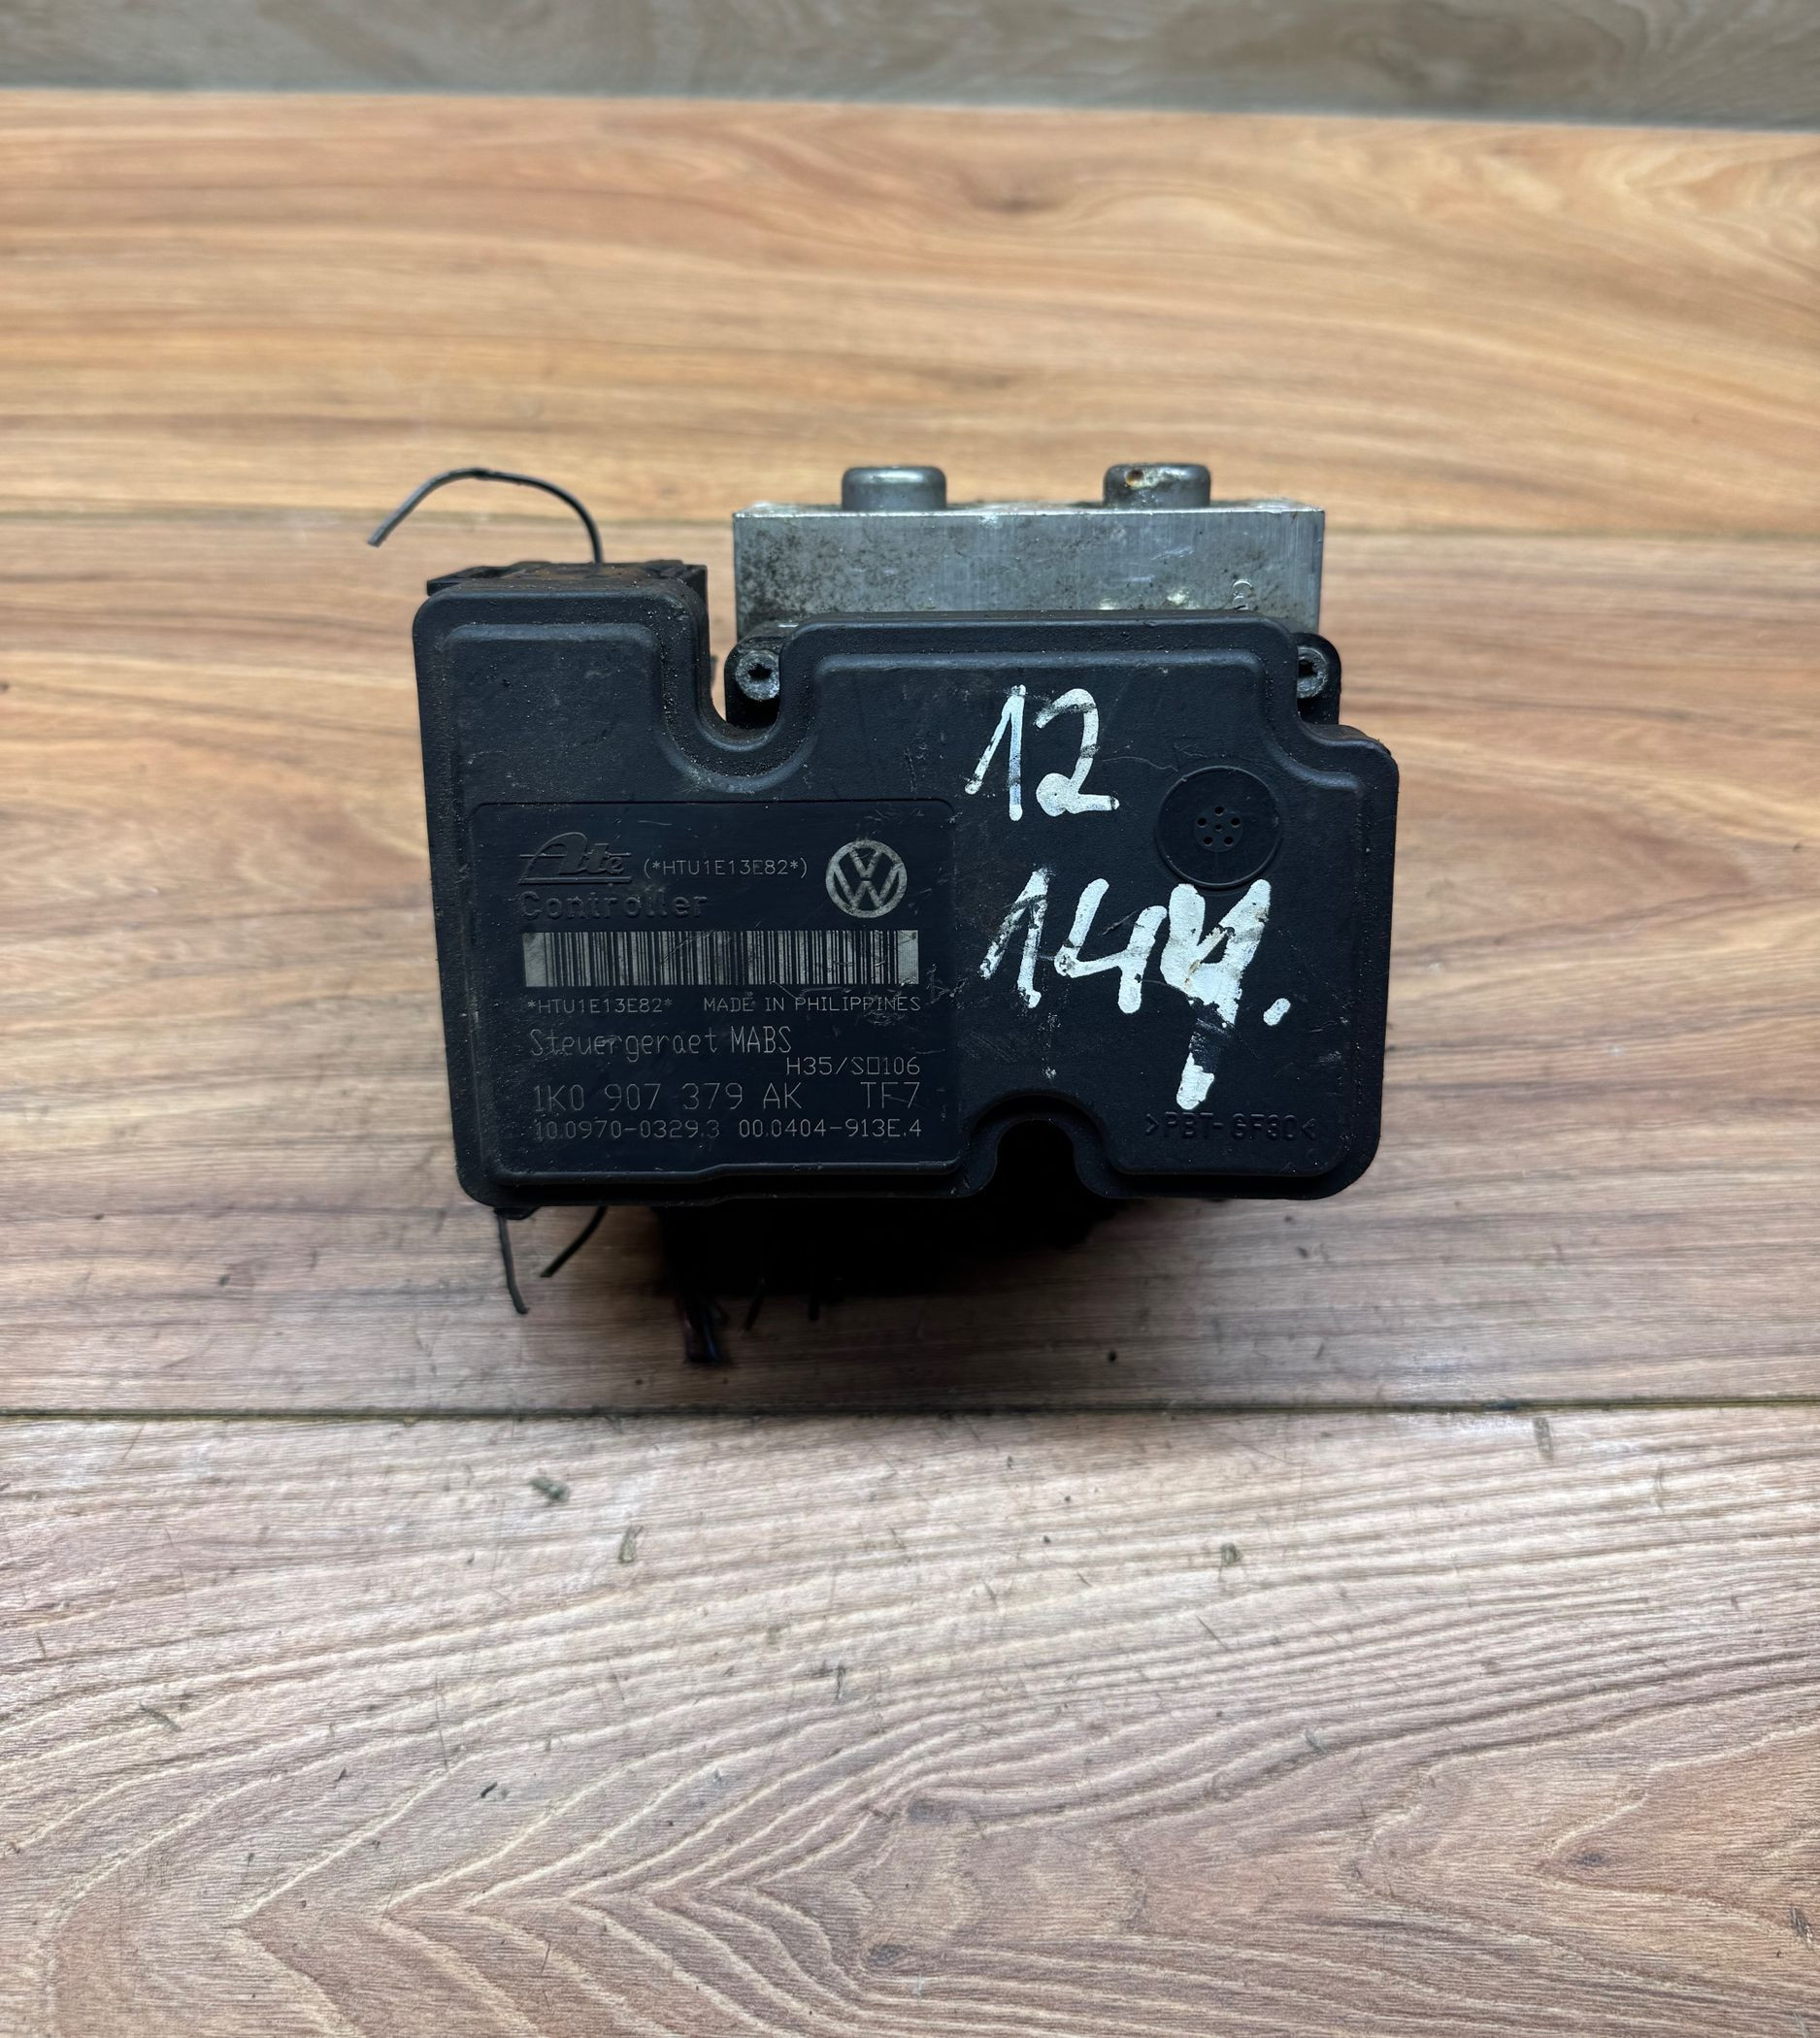 12
Ate (*HTU1E13E82*)
Controller
144.
*HTU1E13E82* MADE IN PHILIPPINES
Steuergeraet MABS
H35/S□106
1K0 907 379 AK TF7
10.0970-0329.3 00.0404-913E.4
>PBT-GF30<